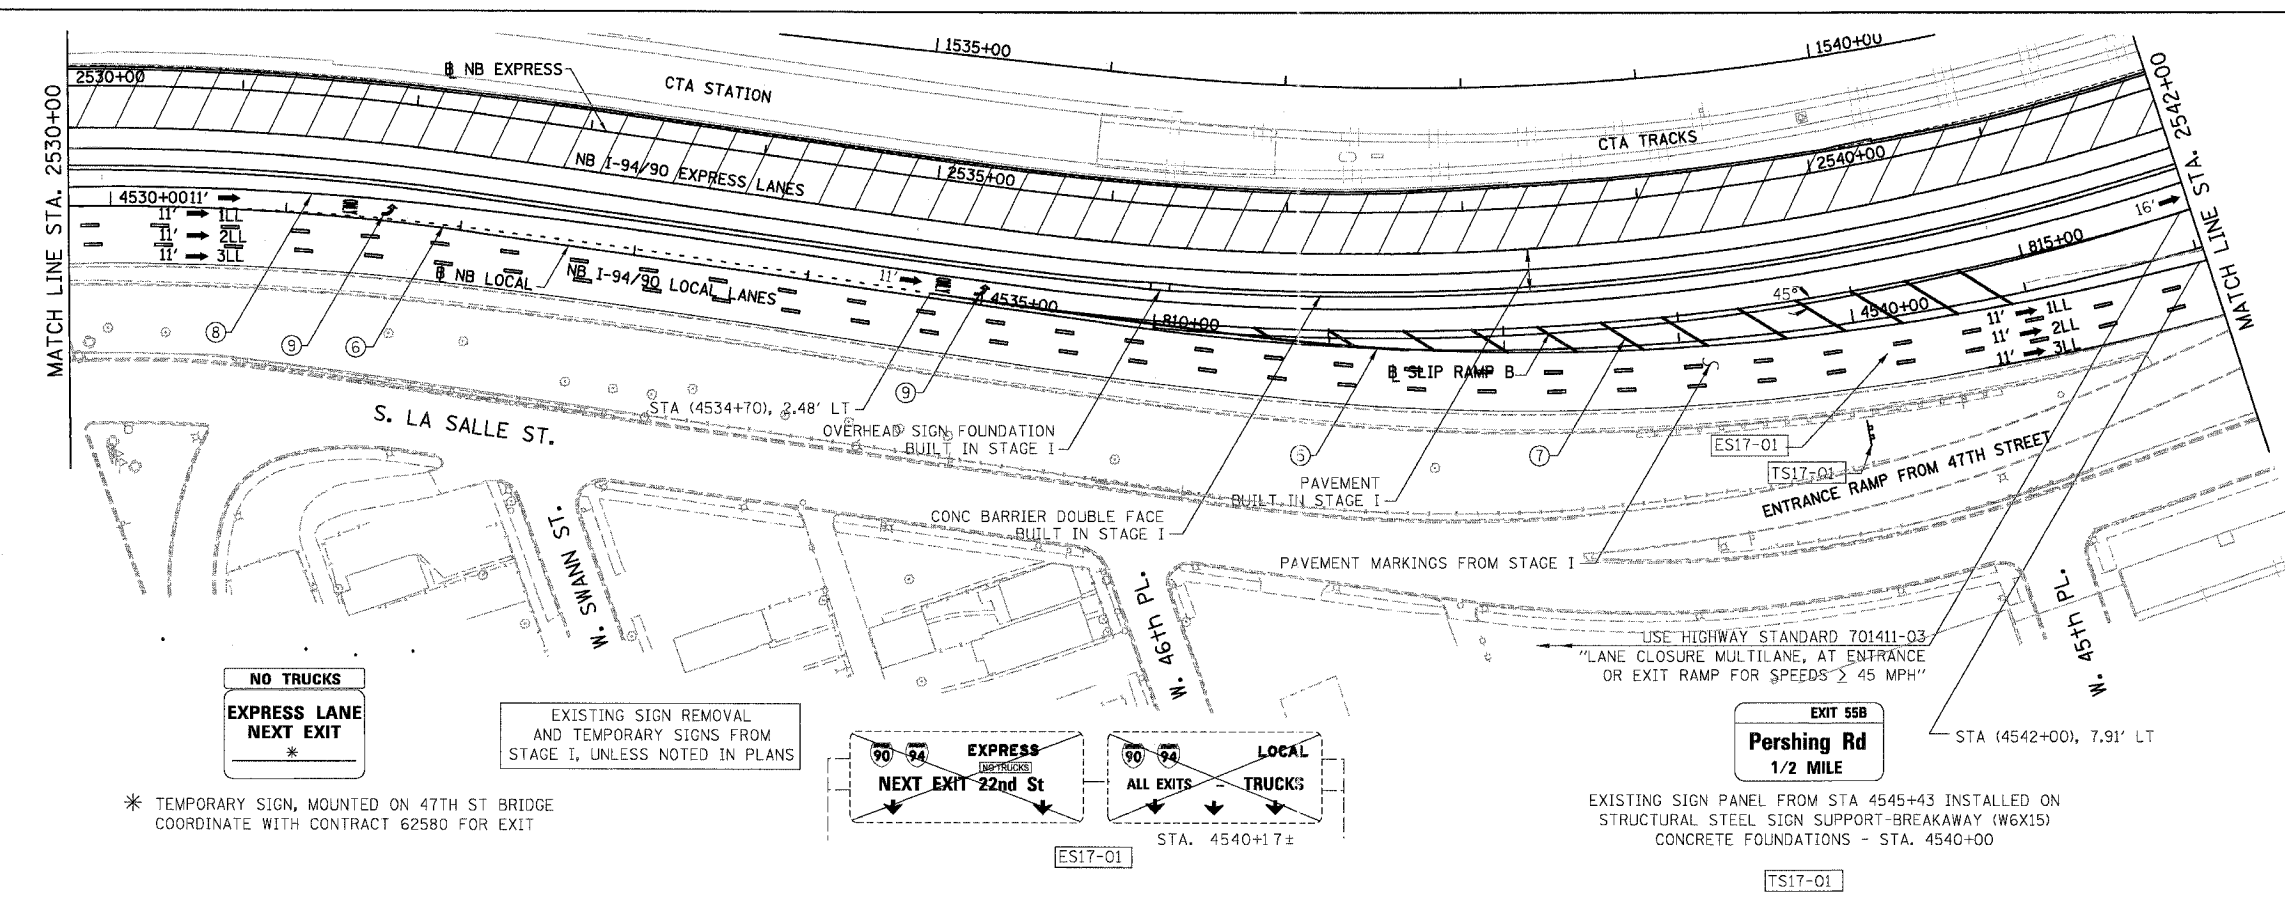 1535+00
1540+00
2530+00
℄ NB EXPRESS
CTA STATION
MATCH LINE STA. 2530+00
MATCH LINE STA. 2542+00
CTA TRACKS
NB I-94/90 EXPRESS LANES
2535+00
2540+00
4530+00 11'
11' 1LL
11' 2LL
11' 3LL
16'
815+00
NB LOCAL
NB I-94/90 LOCAL LANES
11'
4535+00
810+00
45°
4540+00
11' 1LL
11' 2LL
11' 3LL
8
9
6
9
5
7
SLIP RAMP B
STA (4534+70), 2.48' LT
S. LA SALLE ST.
OVERHEAD SIGN FOUNDATION
BUILT IN STAGE I
ES17-01
TS17-01
ENTRANCE RAMP FROM 47TH STREET
PAVEMENT
BUILT IN STAGE I
CONC BARRIER DOUBLE FACE
BUILT IN STAGE I
PAVEMENT MARKINGS FROM STAGE I
W. SWANN ST.
W. 46th PL.
W. 45th PL.
USE HIGHWAY STANDARD 701411-03
"LANE CLOSURE MULTILANE, AT ENTRANCE
OR EXIT RAMP FOR SPEEDS ≥ 45 MPH"
NO TRUCKS
EXPRESS LANE
NEXT EXIT
*
EXISTING SIGN REMOVAL
AND TEMPORARY SIGNS FROM
STAGE I, UNLESS NOTED IN PLANS
90 94 EXPRESS
NO TRUCKS
NEXT EXIT 22nd St
90 94 LOCAL
ALL EXITS - TRUCKS
STA. 4540+17±
ES17-01
EXIT 55B
Pershing Rd
1/2 MILE
STA (4542+00), 7.91' LT
* TEMPORARY SIGN, MOUNTED ON 47TH ST BRIDGE
COORDINATE WITH CONTRACT 62580 FOR EXIT
EXISTING SIGN PANEL FROM STA 4545+43 INSTALLED ON
STRUCTURAL STEEL SIGN SUPPORT-BREAKAWAY (W6X15)
CONCRETE FOUNDATIONS - STA. 4540+00
TS17-01